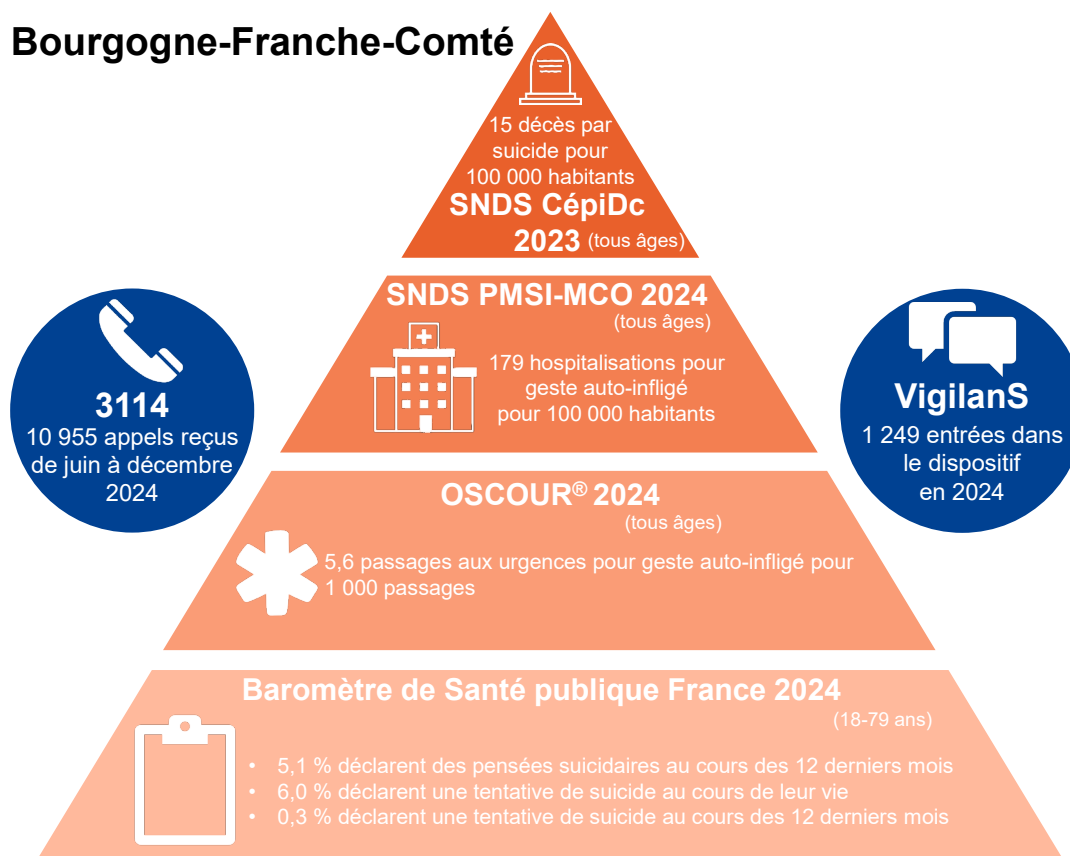 Bourgogne-Franche-Comté
15 décès par
suicide pour
100 000 habitants
SNDS CépiDc
2023 (tous âges)
SNDS PMSI-MCO 2024
(tous âges)
179 hospitalisations pour
geste auto-infligé
pour 100 000 habitants
3114
10 955 appels reçus
de juin à décembre
2024
VigilanS
1 249 entrées dans
le dispositif
en 2024
OSCOUR® 2024
(tous âges)
5,6 passages aux urgences pour geste auto-infligé pour
1 000 passages
Baromètre de Santé publique France 2024
(18-79 ans)
• 5,1 % déclarent des pensées suicidaires au cours des 12 derniers mois
• 6,0 % déclarent une tentative de suicide au cours de leur vie
• 0,3 % déclarent une tentative de suicide au cours des 12 derniers mois